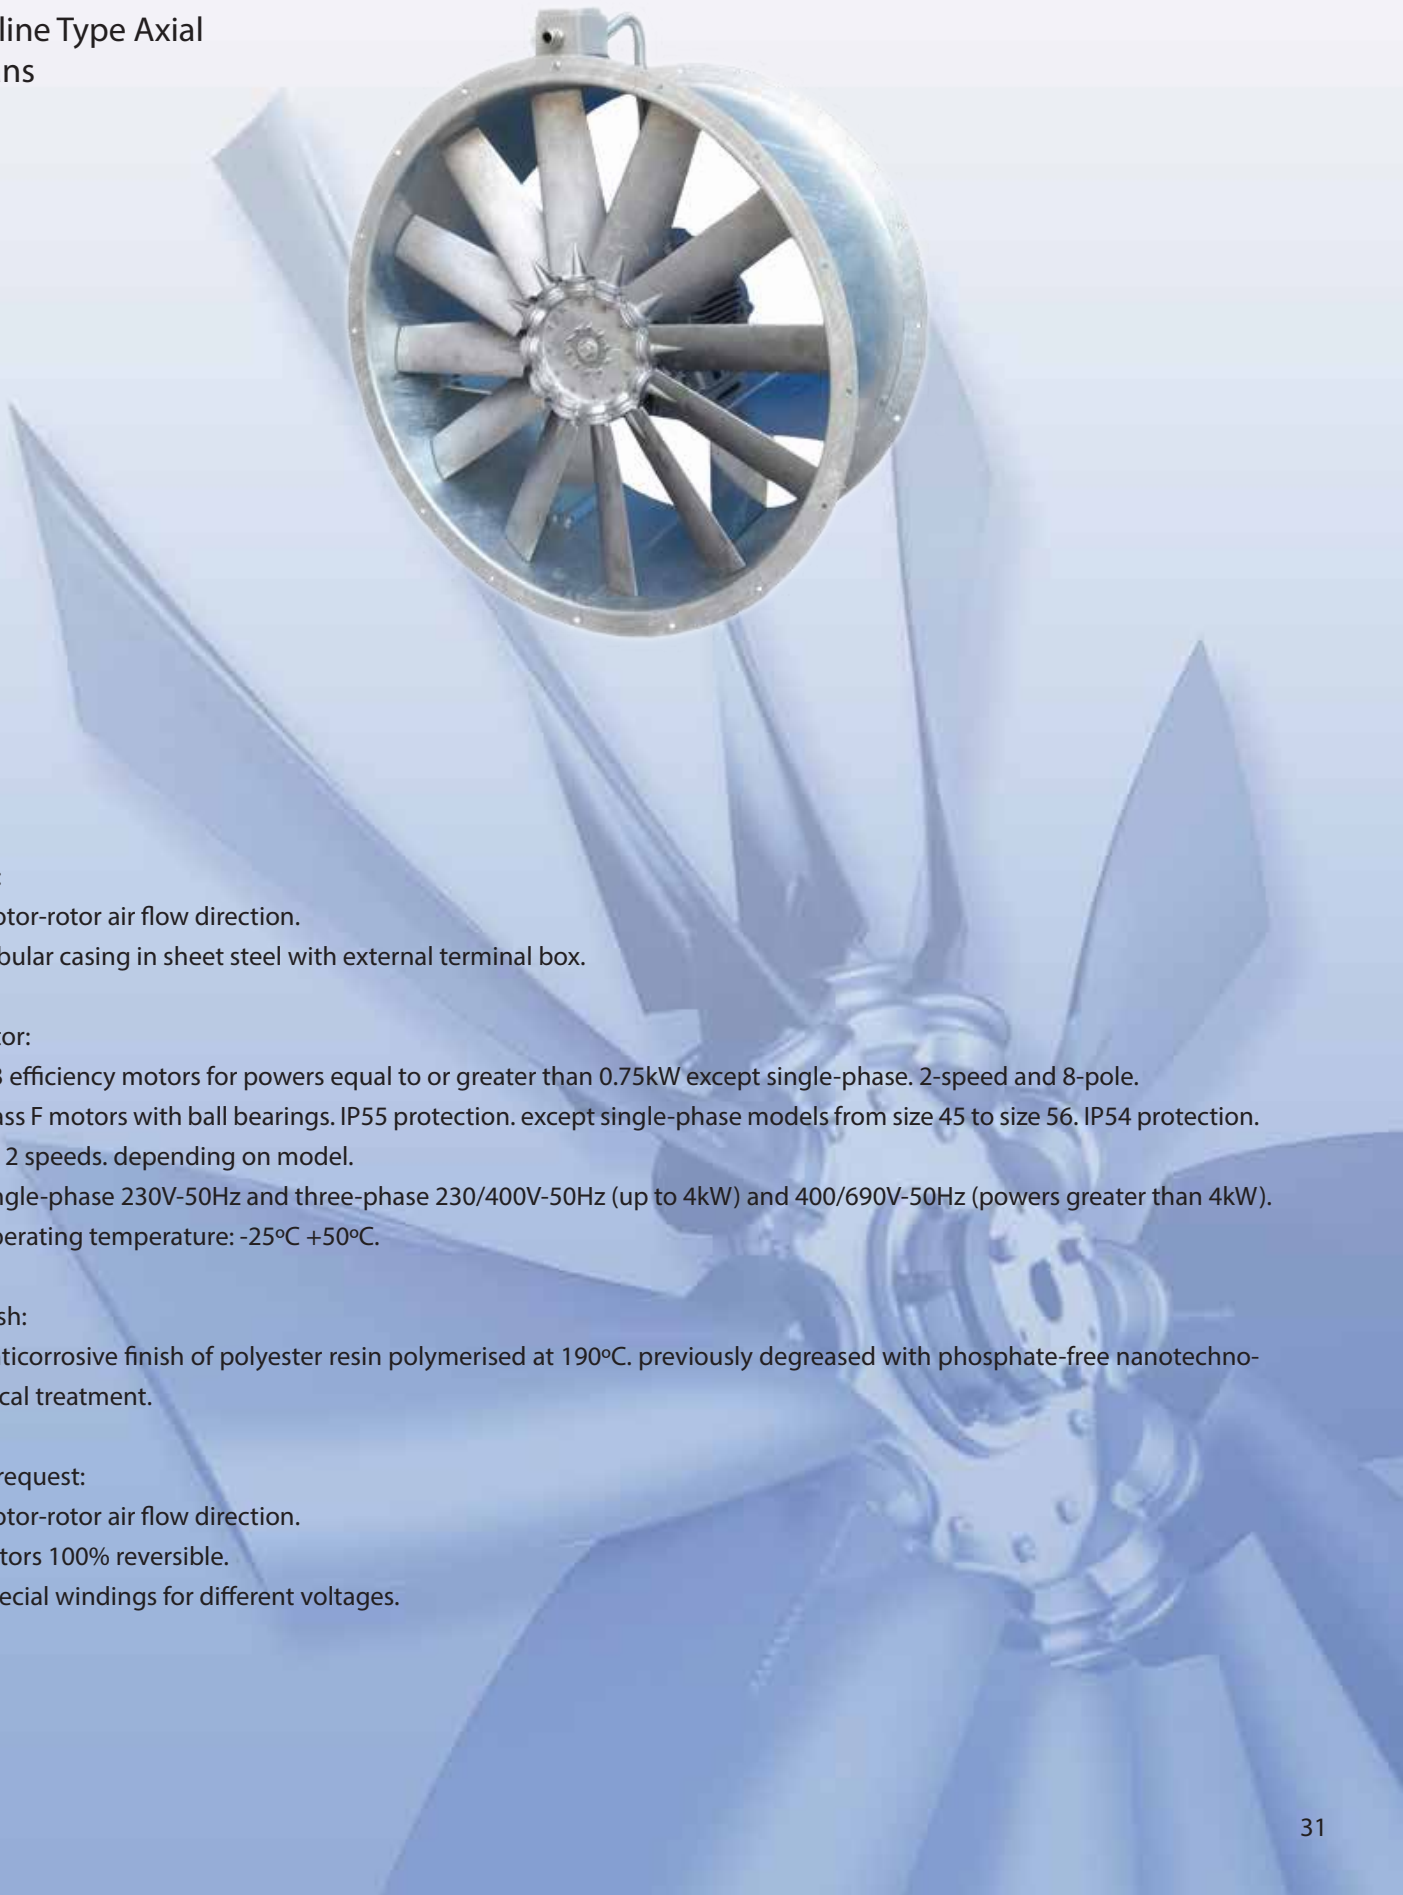 line Type Axial
ns
:
otor-rotor air flow direction.
bular casing in sheet steel with external terminal box.
tor:
3 efficiency motors for powers equal to or greater than 0.75kW except single-phase. 2-speed and 8-pole.
ass F motors with ball bearings. IP55 protection. except single-phase models from size 45 to size 56. IP54 protection.
2 speeds. depending on model.
ngle-phase 230V-50Hz and three-phase 230/400V-50Hz (up to 4kW) and 400/690V-50Hz (powers greater than 4kW).
perating temperature: -25ºC +50ºC.
sh:
nticorrosive finish of polyester resin polymerised at 190ºC. previously degreased with phosphate-free nanotechno-
ical treatment.
request:
otor-rotor air flow direction.
tors 100% reversible.
ecial windings for different voltages.
31